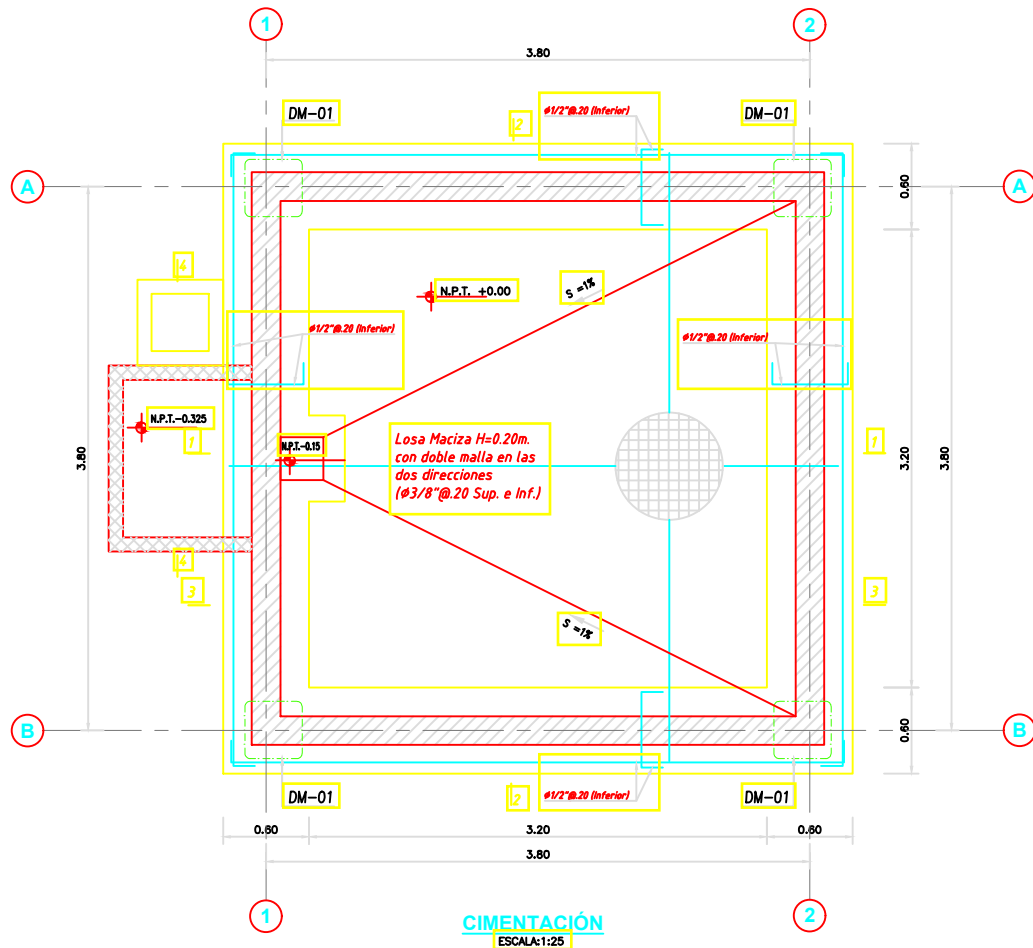 1
2
3.80
DM-01
2
Ø1/2"@.20 (Inferior)
DM-01
A
A
0.60
4
N.P.T. +0.00
S =1%
Ø1/2"@.20 (Inferior)
Ø1/2"@.20 (Inferior)
N.P.T.-0.325
1
N.P.T.-0.15
Losa Maciza H=0.20m.
con doble malla en las
dos direcciones
(Ø3/8"@.20 Sup. e Inf.)
1
3.80
3.20
3.80
4
3
3
S =1%
B
B
0.60
DM-01
2
Ø1/2"@.20 (Inferior)
DM-01
0.60
3.20
0.60
3.80
1
2
CIMENTACIÓN
ESCALA:1:25